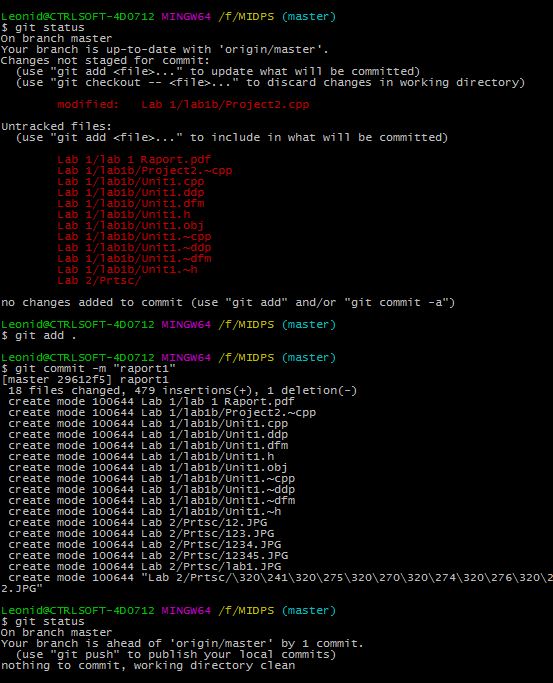 Leonid@CTRLSOFT-4D0712 MINGW64 /f/MIDPS (master)
$ git status
On branch master
Your branch is up-to-date with 'origin/master'.
Changes not staged for commit:
  (use "git add <file>..." to update what will be committed)
  (use "git checkout -- <file>..." to discard changes in working directory)

        modified:   Lab 1/lab1b/Project2.cpp

Untracked files:
  (use "git add <file>..." to include in what will be committed)

        Lab 1/lab 1 Raport.pdf
        Lab 1/lab1b/Project2.~cpp
        Lab 1/lab1b/Unit1.cpp
        Lab 1/lab1b/Unit1.ddp
        Lab 1/lab1b/Unit1.dfm
        Lab 1/lab1b/Unit1.h
        Lab 1/lab1b/Unit1.obj
        Lab 1/lab1b/Unit1.~cpp
        Lab 1/lab1b/Unit1.~ddp
        Lab 1/lab1b/Unit1.~dfm
        Lab 1/lab1b/Unit1.~h
        Lab 2/Prtsc/

no changes added to commit (use "git add" and/or "git commit -a")

Leonid@CTRLSOFT-4D0712 MINGW64 /f/MIDPS (master)
$ git add .

Leonid@CTRLSOFT-4D0712 MINGW64 /f/MIDPS (master)
$ git commit -m "raport1"
[master 29612f5] raport1
 18 files changed, 479 insertions(+), 1 deletion(-)
 create mode 100644 Lab 1/lab 1 Raport.pdf
 create mode 100644 Lab 1/lab1b/Project2.~cpp
 create mode 100644 Lab 1/lab1b/Unit1.cpp
 create mode 100644 Lab 1/lab1b/Unit1.ddp
 create mode 100644 Lab 1/lab1b/Unit1.dfm
 create mode 100644 Lab 1/lab1b/Unit1.h
 create mode 100644 Lab 1/lab1b/Unit1.obj
 create mode 100644 Lab 1/lab1b/Unit1.~cpp
 create mode 100644 Lab 1/lab1b/Unit1.~ddp
 create mode 100644 Lab 1/lab1b/Unit1.~dfm
 create mode 100644 Lab 1/lab1b/Unit1.~h
 create mode 100644 Lab 2/Prtsc/12.JPG
 create mode 100644 Lab 2/Prtsc/123.JPG
 create mode 100644 Lab 2/Prtsc/1234.JPG
 create mode 100644 Lab 2/Prtsc/12345.JPG
 create mode 100644 Lab 2/Prtsc/lab1.JPG
 create mode 100644 "Lab 2/Prtsc/\320\241\320\275\320\270\320\274\320\276\320\2
2.JPG"

Leonid@CTRLSOFT-4D0712 MINGW64 /f/MIDPS (master)
$ git status
On branch master
Your branch is ahead of 'origin/master' by 1 commit.
  (use "git push" to publish your local commits)
nothing to commit, working directory clean